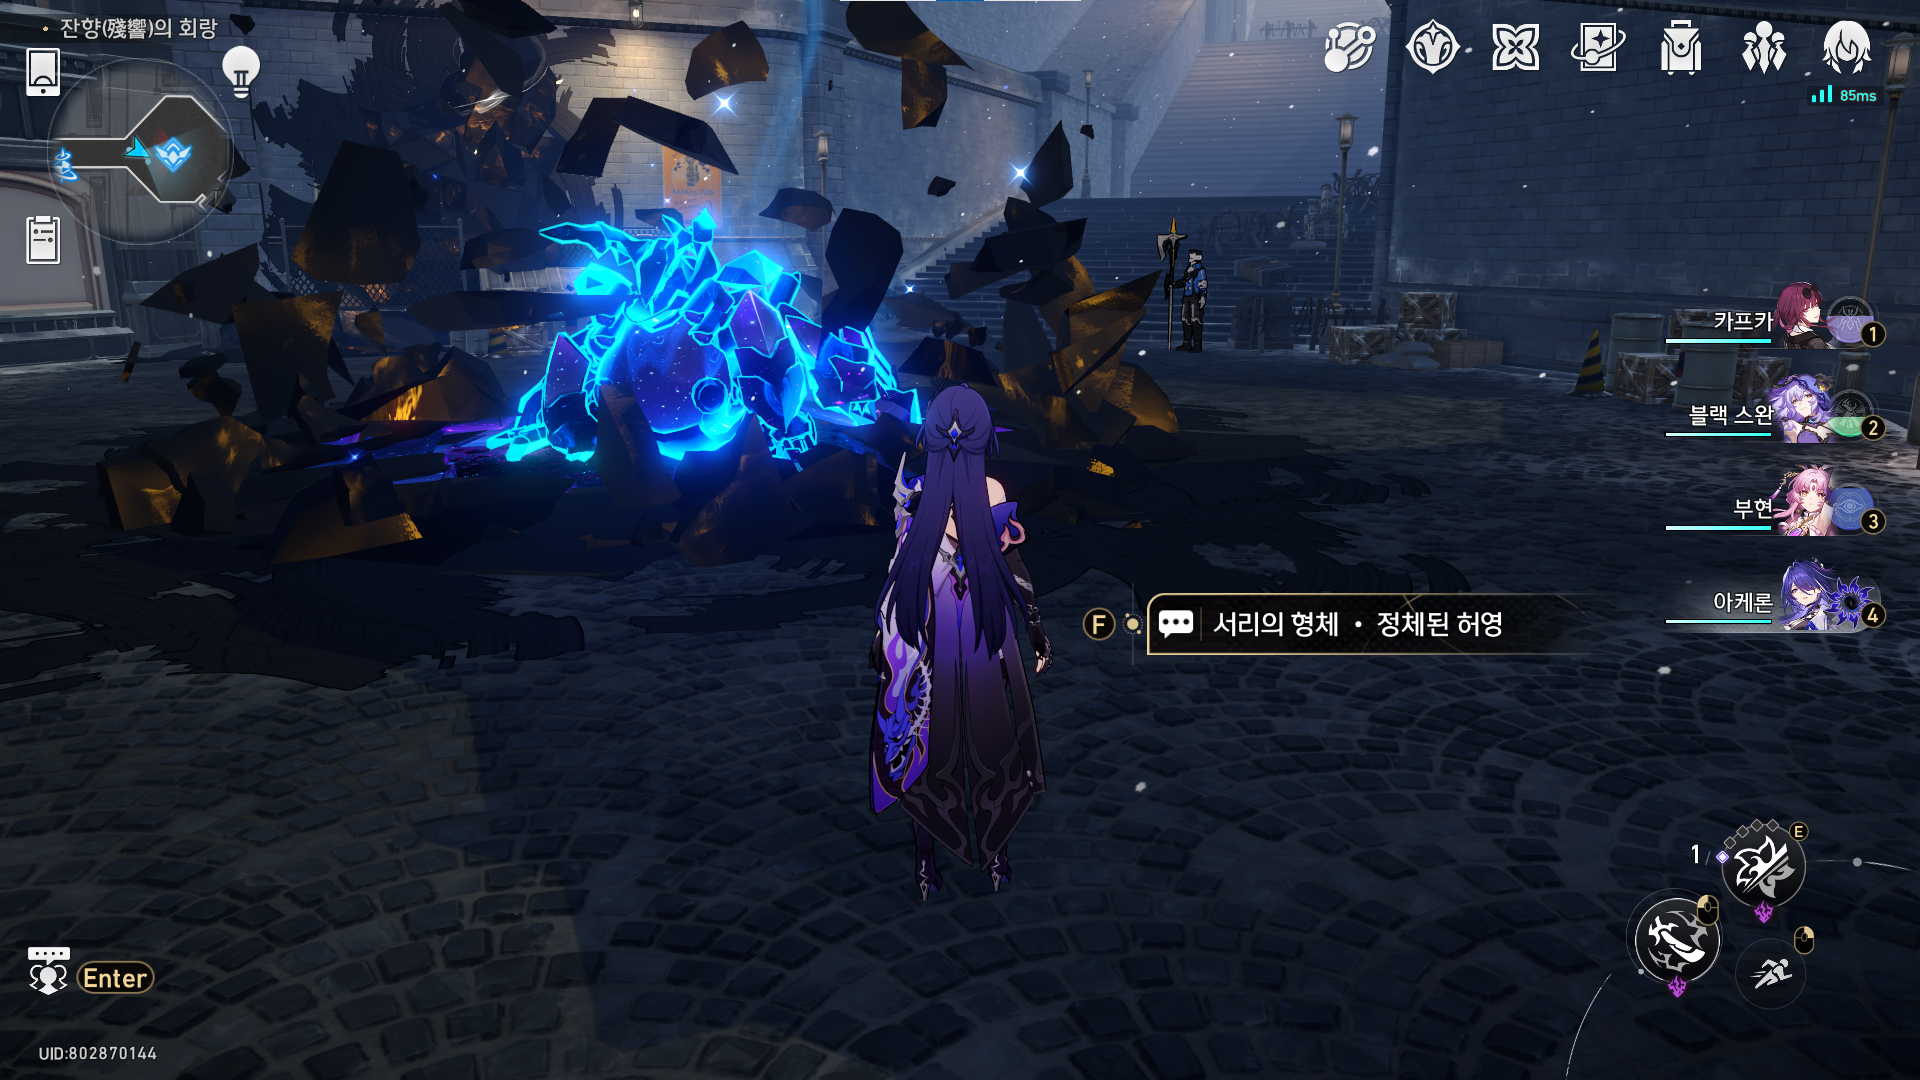 잔향(殘響)의 회랑
85ms
카프카
1
블랙 스완
2
부현
3
아케론
4
F
서리의 형체 • 정체된 허영
E
1 /
Enter
UID:802870144